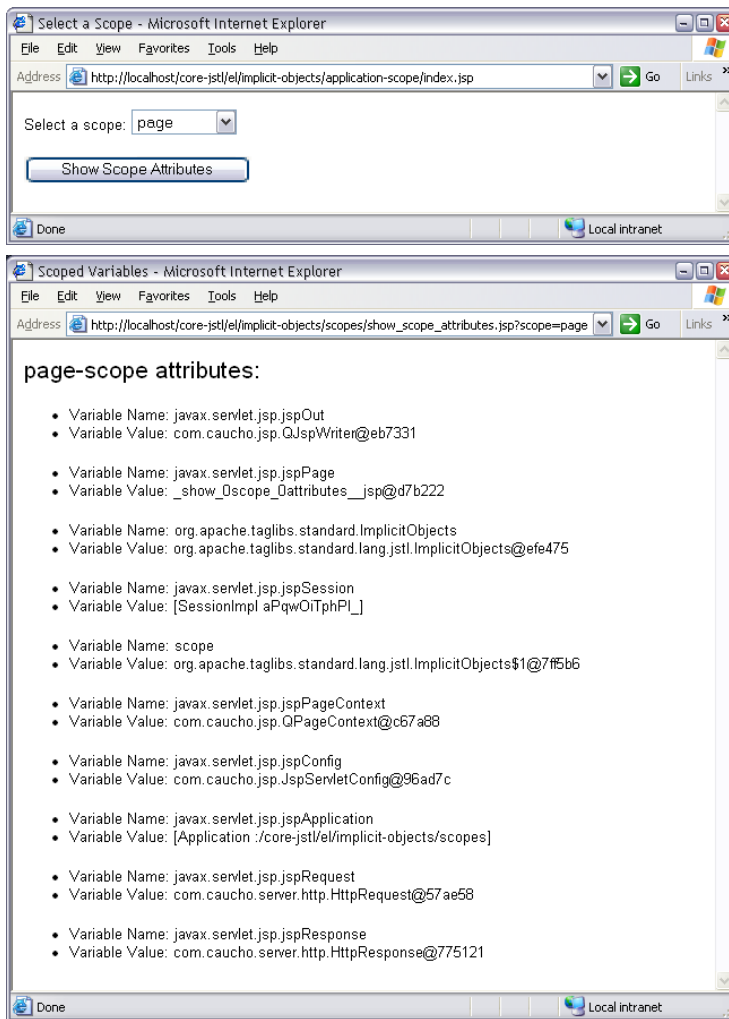 Select a Scope - Microsoft Internet Explorer
File Edit View Favorites Tools Help
Address http://localhost/core-jstl/el/implicit-objects/application-scope/index.jsp Go Links »
Select a scope: page
Show Scope Attributes
Done Local intranet
Scoped Variables - Microsoft Internet Explorer
File Edit View Favorites Tools Help
Address http://localhost/core-jstl/el/implicit-objects/scopes/show_scope_attributes.jsp?scope=page Go Links »
page-scope attributes:
• Variable Name: javax.servlet.jsp.jspOut
• Variable Value: com.caucho.jsp.QJspWriter@eb7331
• Variable Name: javax.servlet.jsp.jspPage
• Variable Value: _show_0scope_0attributes__jsp@d7b222
• Variable Name: org.apache.taglibs.standard.ImplicitObjects
• Variable Value: org.apache.taglibs.standard.lang.jstl.ImplicitObjects@efe475
• Variable Name: javax.servlet.jsp.jspSession
• Variable Value: [SessionImpl aPqwOiTphPl_]
• Variable Name: scope
• Variable Value: org.apache.taglibs.standard.lang.jstl.ImplicitObjects$1@7ff5b6
• Variable Name: javax.servlet.jsp.jspPageContext
• Variable Value: com.caucho.jsp.QPageContext@c67a88
• Variable Name: javax.servlet.jsp.jspConfig
• Variable Value: com.caucho.jsp.JspServletConfig@96ad7c
• Variable Name: javax.servlet.jsp.jspApplication
• Variable Value: [Application :/core-jstl/el/implicit-objects/scopes]
• Variable Name: javax.servlet.jsp.jspRequest
• Variable Value: com.caucho.server.http.HttpRequest@57ae58
• Variable Name: javax.servlet.jsp.jspResponse
• Variable Value: com.caucho.server.http.HttpResponse@775121
Done Local intranet